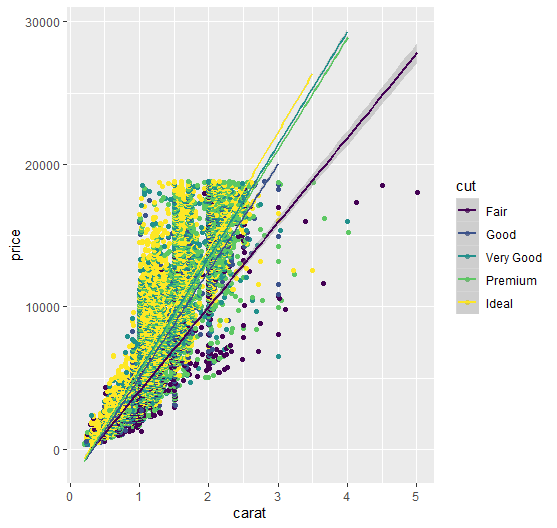 30000
20000
10000
0
price
0
1
2
3
4
5
carat
cut
Fair
Good
Very Good
Premium
Ideal